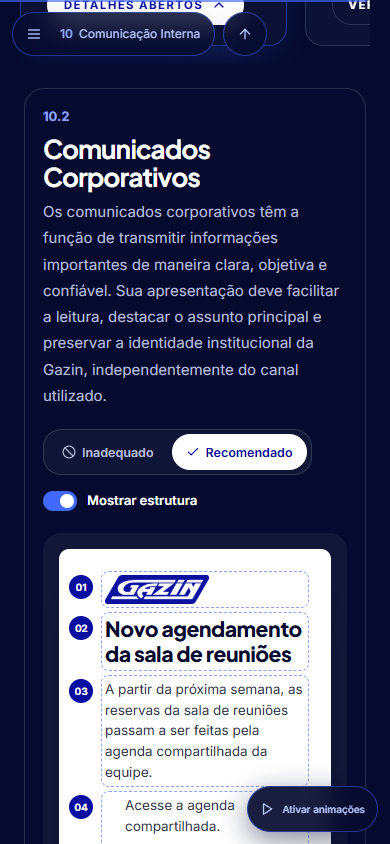 DETALHES ABERTOS
VER
10 Comunicação Interna
10.2
Comunicados
Corporativos
Os comunicados corporativos têm a
função de transmitir informações
importantes de maneira clara, objetiva e
confiável. Sua apresentação deve facilitar
a leitura, destacar o assunto principal e
preservar a identidade institucional da
Gazin, independentemente do canal
utilizado.
Inadequado
Recomendado
Mostrar estrutura
01
GAZIN
02
Novo agendamento
da sala de reuniões
03
A partir da próxima semana, as
reservas da sala de reuniões
passam a ser feitas pela
agenda compartilhada da
equipe.
04
Acesse a agenda
compartilhada.
Ativar animações